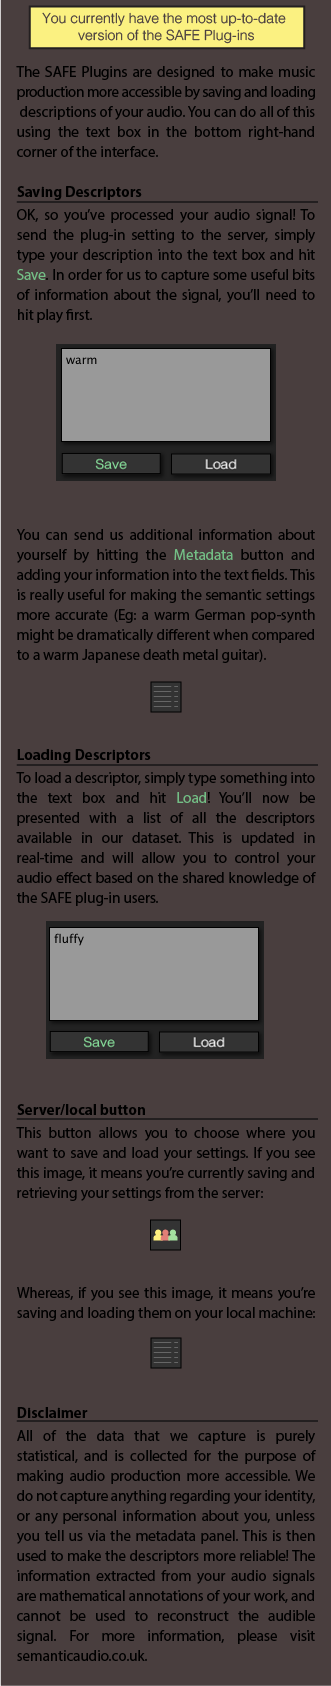 You currently have the most up-to-date
version of the SAFE Plug-ins
The SAFE Plugins are designed to make music
production more accessible by saving and loading
descriptions of your audio. You can do all of this
using the text box in the bottom right-hand
corner of the interface.
Saving Descriptors
OK, so you've processed your audio signal! To
send the plug-in setting to the server, simply
type your description into the text box and hit
Save. In order for us to capture some useful bits
of information about the signal, you'll need to
hit play first.
warm
Save Load
You can send us additional information about
yourself by hitting the Metadata button and
adding your information into the text fields. This
is really useful for making the semantic settings
more accurate (Eg: a warm German pop-synth
might be dramatically different when compared
to a warm Japanese death metal guitar).
Loading Descriptors
To load a descriptor, simply type something into
the text box and hit Load! You'll now be
presented with a list of all the descriptors
available in our dataset. This is updated in
real-time and will allow you to control your
audio effect based on the shared knowledge of
the SAFE plug-in users.
fluffy
Save Load
Server/local button
This button allows you to choose where you
want to save and load your settings. If you see
this image, it means you're currently saving and
retrieving your settings from the server:
Whereas, if you see this image, it means you're
saving and loading them on your local machine:
Disclaimer
All of the data that we capture is purely
statistical, and is collected for the purpose of
making audio production more accessible. We
do not capture anything regarding your identity,
or any personal information about you, unless
you tell us via the metadata panel. This is then
used to make the descriptors more reliable! The
information extracted from your audio signals
are mathematical annotations of your work, and
cannot be used to reconstruct the audible
signal. For more information, please visit
semanticaudio.co.uk.